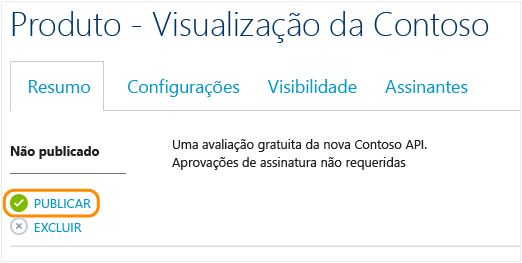 Produto - Visualização da Contoso
Resumo Configurações Visibilidade Assinantes
Não publicado
Uma avaliação gratuita da nova Contoso API.
Aprovações de assinatura não requeridas
PUBLICAR
EXCLUIR